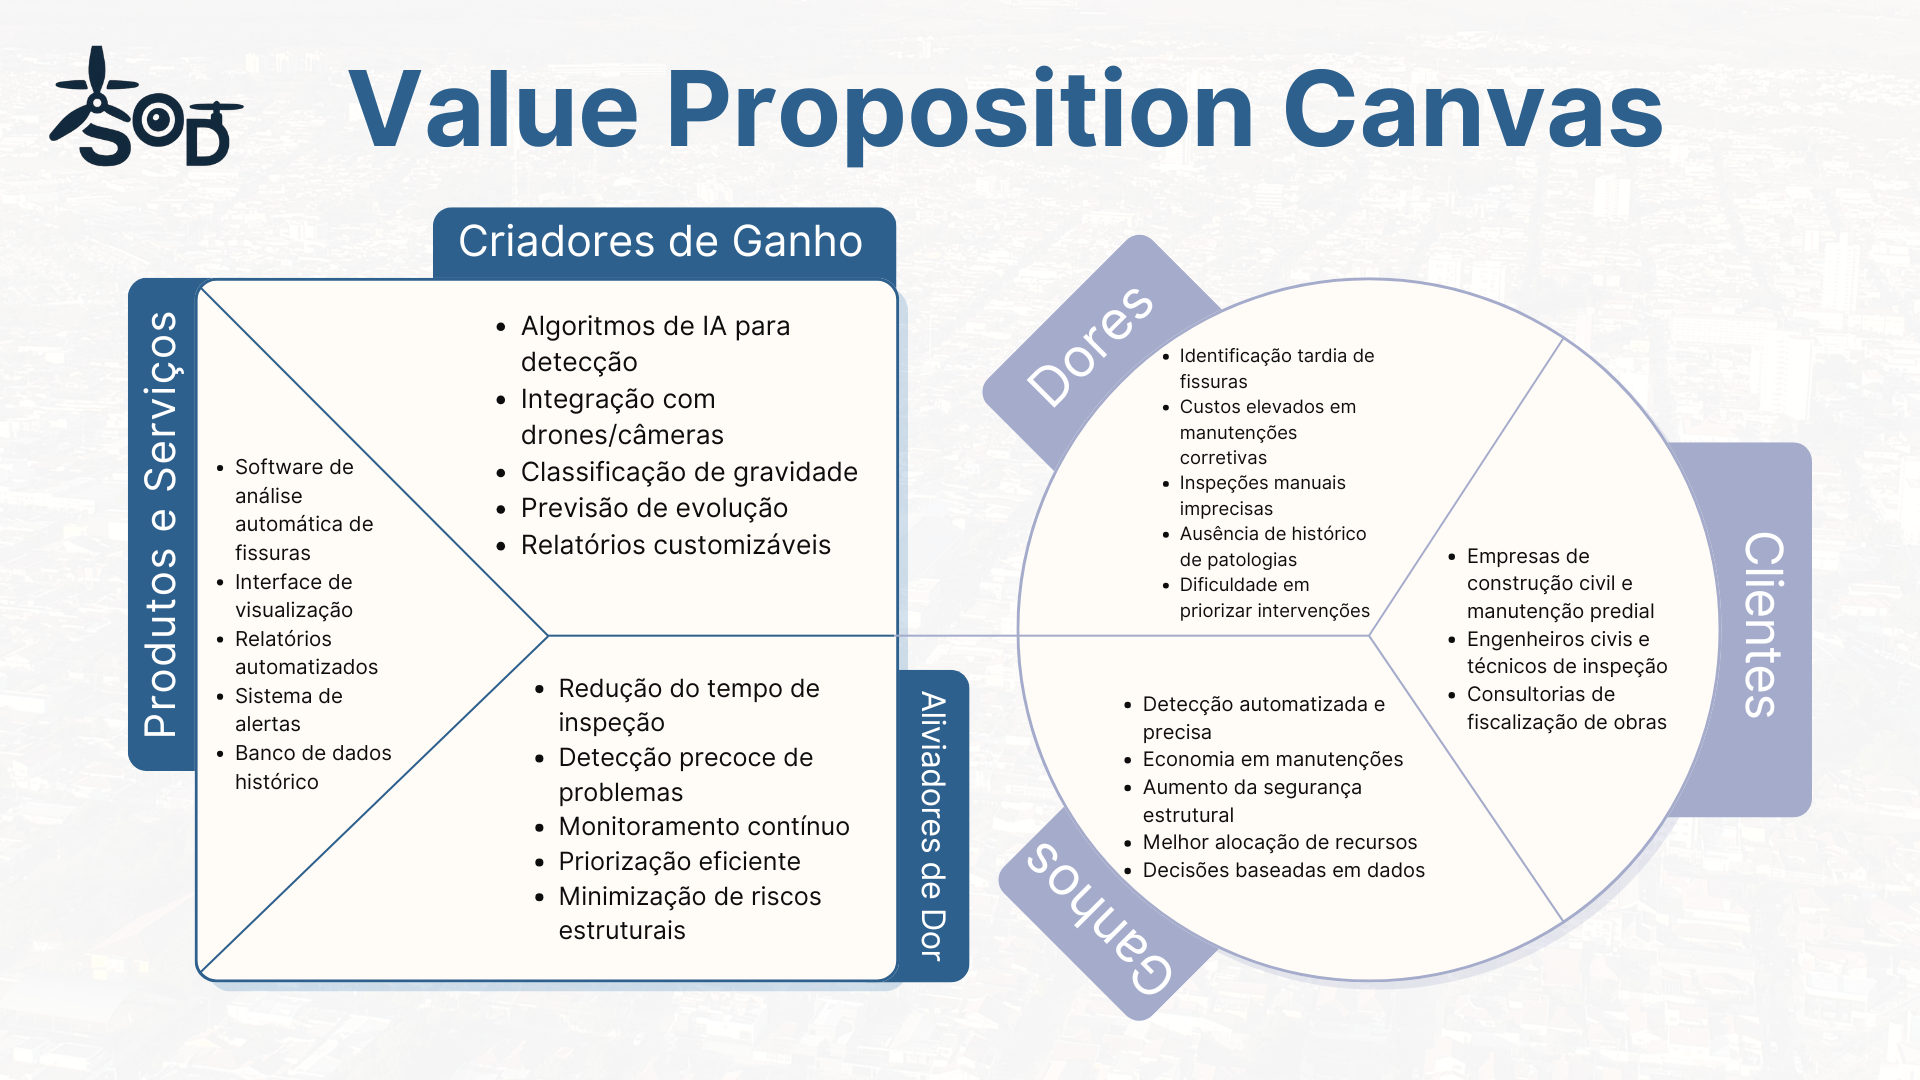 SOD
Value Proposition Canvas
Criadores de Ganho
Produtos e Serviços
• Algoritmos de IA para
detecção
• Integração com
drones/câmeras
• Classificação de gravidade
• Previsão de evolução
• Relatórios customizáveis
• Software de
análise
automática de
fissuras
• Interface de
visualização
• Relatórios
automatizados
• Sistema de
alertas
• Banco de dados
histórico
• Redução do tempo de
inspeção
• Detecção precoce de
problemas
• Monitoramento contínuo
• Priorização eficiente
• Minimização de riscos
estruturais
Aliviadores de Dor
Dores
• Identificação tardia de
fissuras
• Custos elevados em
manutenções
corretivas
• Inspeções manuais
imprecisas
• Ausência de histórico
de patologias
• Dificuldade em
priorizar intervenções
Clientes
• Empresas de
construção civil e
manutenção predial
• Engenheiros civis e
técnicos de inspeção
• Consultorias de
fiscalização de obras
Ganhos
• Detecção automatizada e
precisa
• Economia em manutenções
• Aumento da segurança
estrutural
• Melhor alocação de recursos
• Decisões baseadas em dados